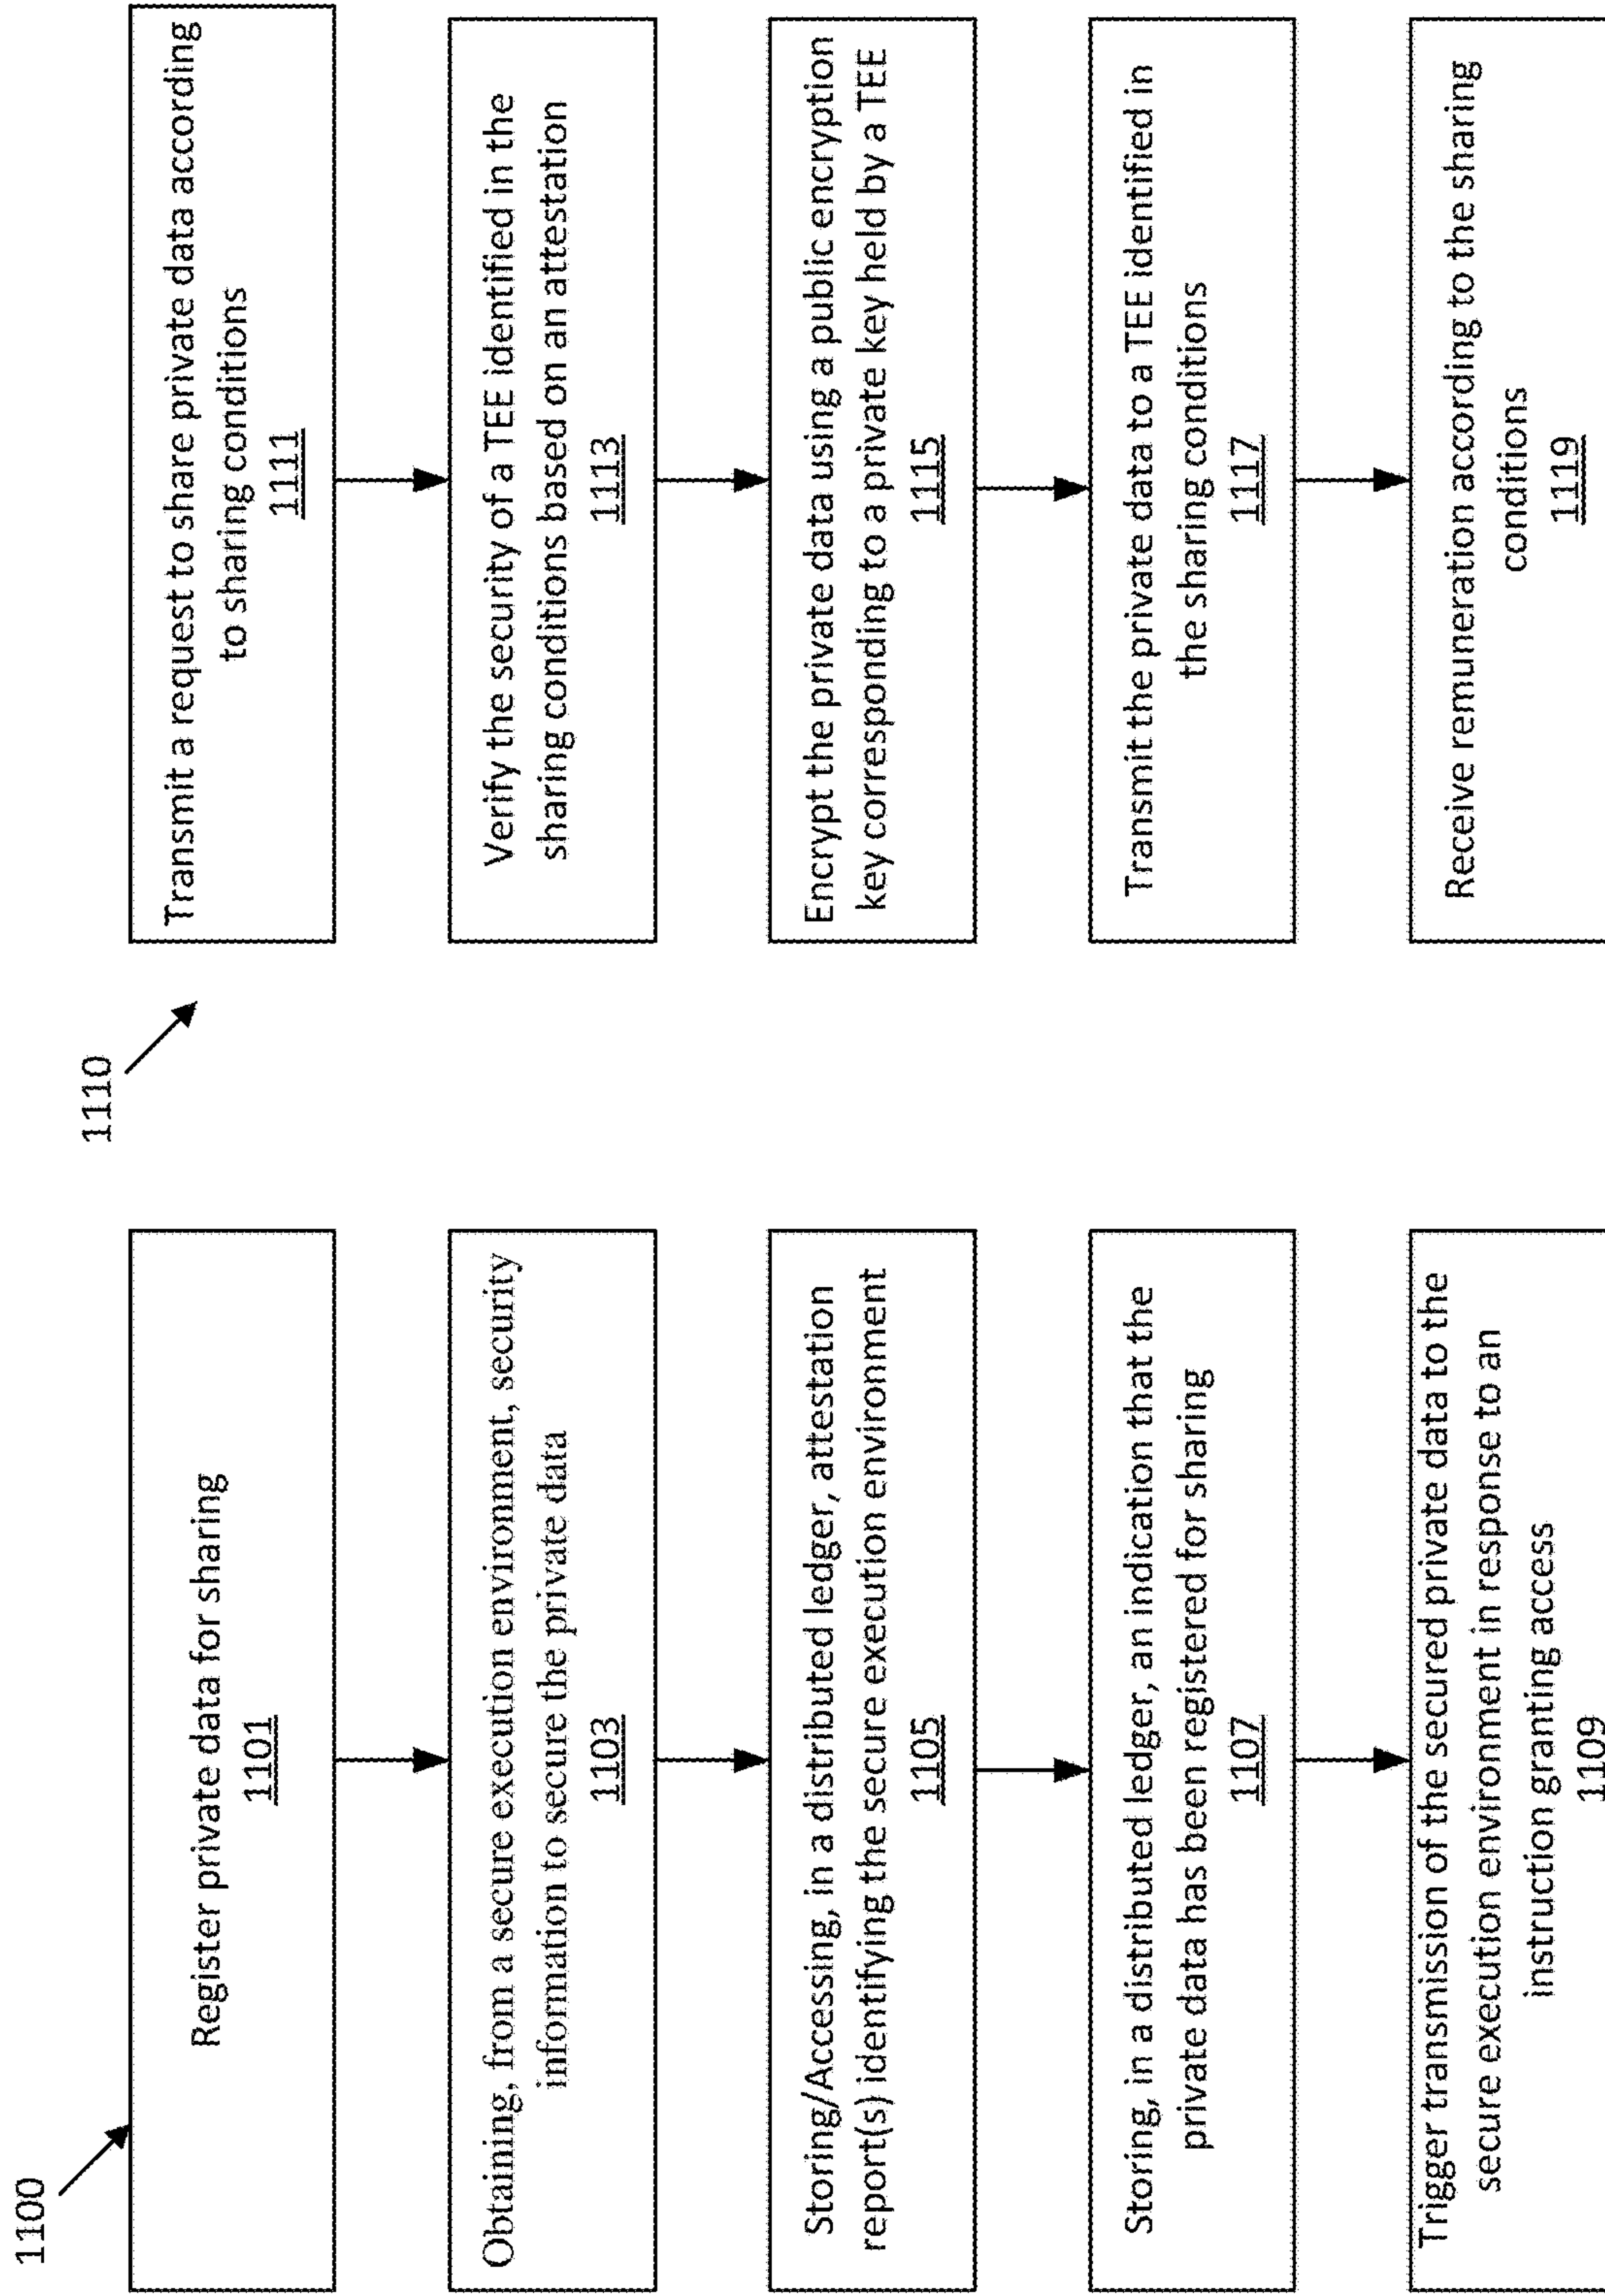 1100
Register private data for sharing
1101
Obtaining, from a secure execution environment, security
information to secure the private data
1103
Storing/Accessing, in a distributed ledger, attestation
report(s) identifying the secure execution environment
1105
Storing, in a distributed ledger, an indication that the
private data has been registered for sharing
1107
Trigger transmission of the secured private data to the
secure execution environment in response to an
instruction granting access
1109
1110
Transmit a request to share private data according
to sharing conditions
1111
Verify the security of a TEE identified in the
sharing conditions based on an attestation
1113
Encrypt the private data using a public encryption
key corresponding to a private key held by a TEE
1115
Transmit the private data to a TEE identified in
the sharing conditions
1117
Receive remuneration according to the sharing
conditions
1119